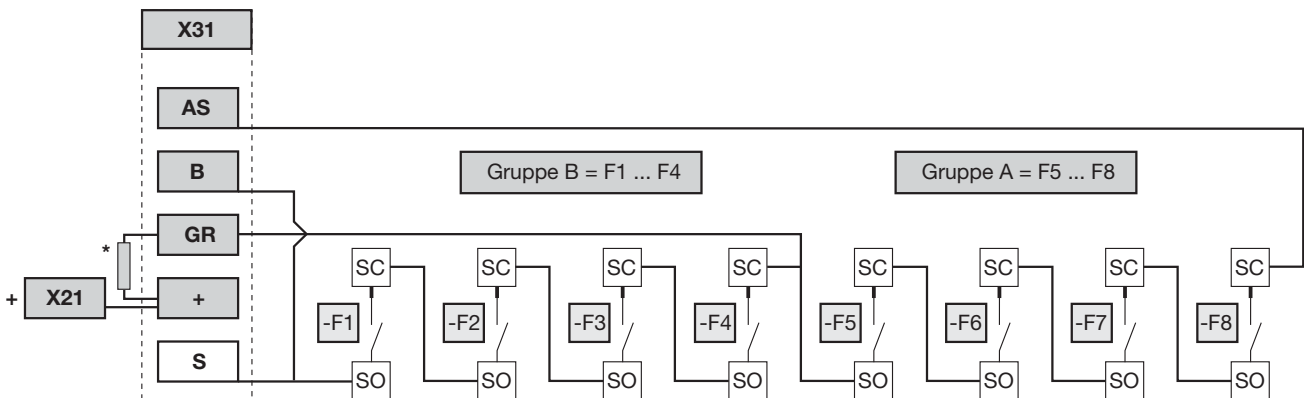 X31
AS
B
Gruppe B = F1 ... F4
Gruppe A = F5 ... F8
*
GR
SC SC SC SC SC SC SC SC
+ X21
+
-F1 -F2 -F3 -F4 -F5 -F6 -F7 -F8
S
SO SO SO SO SO SO SO SO